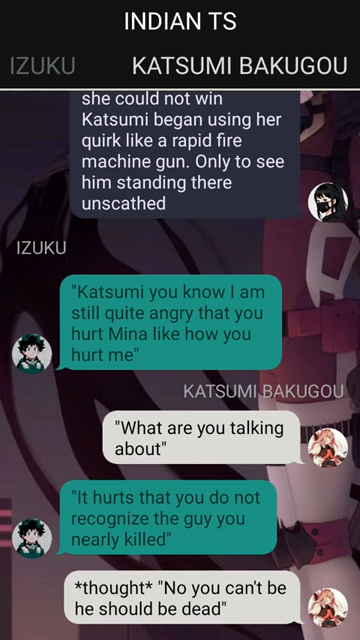 INDIAN TS
IZUKU KATSUMI BAKUGOU
she could not win
Katsumi began using her
quirk like a rapid fire
machine gun. Only to see
him standing there
unscathed
IZUKU
"Katsumi you know I am
still quite angry that you
hurt Mina like how you
hurt me"
KATSUMI BAKUGOU
"What are you talking
about"
"It hurts that you do not
recognize the guy you
nearly killed"
*thought* "No you can't be
he should be dead"